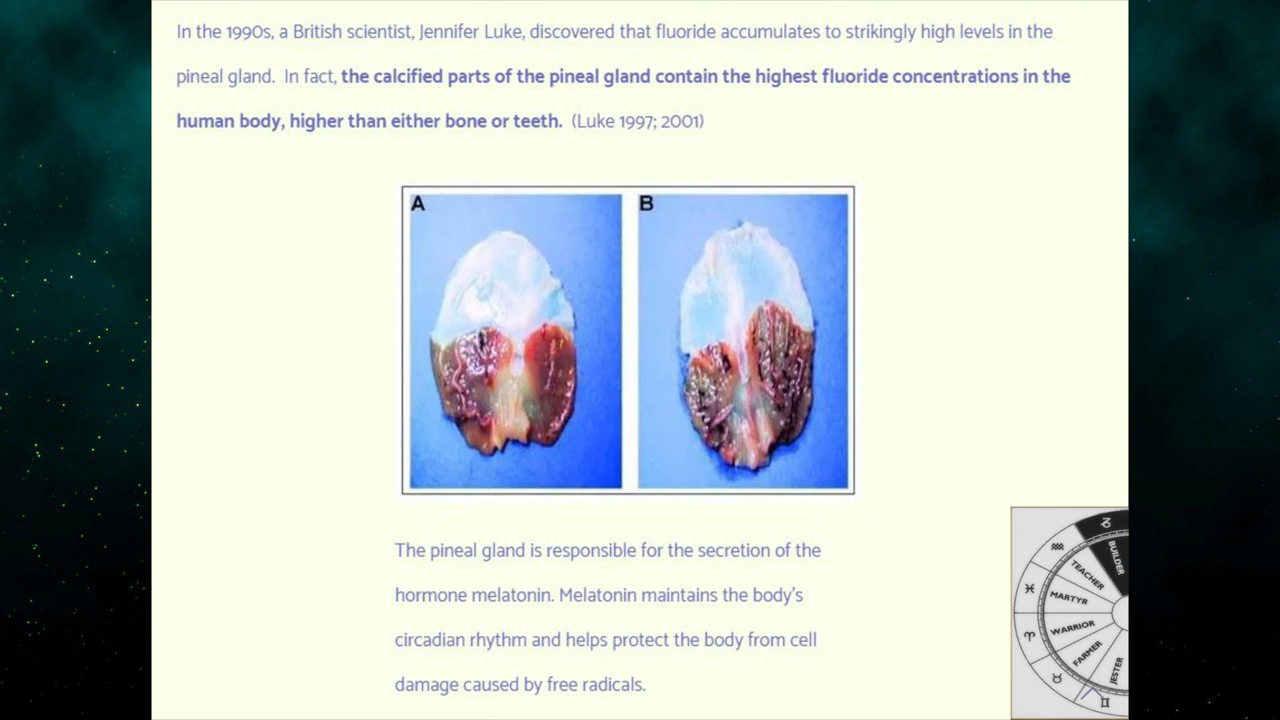 In the 1990s, a British scientist, Jennifer Luke, discovered that fluoride accumulates to strikingly high levels in the
pineal gland. In fact, the calcified parts of the pineal gland contain the highest fluoride concentrations in the
human body, higher than either bone or teeth. (Luke 1997; 2001)
A
B
The pineal gland is responsible for the secretion of the
hormone melatonin. Melatonin maintains the body's
circadian rhythm and helps protect the body from cell
damage caused by free radicals.
♑
BUILDER
♒
TEACHER
♓
MARTYR
♈
WARRIOR
FARMER
♉
JESTER
♊